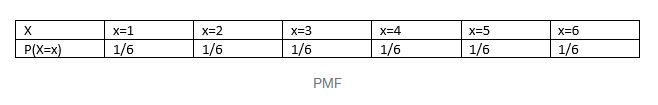 X x=1 x=2 x=3 x=4 x=5 x=6
P(X=x) 1/6 1/6 1/6 1/6 1/6 1/6
PMF